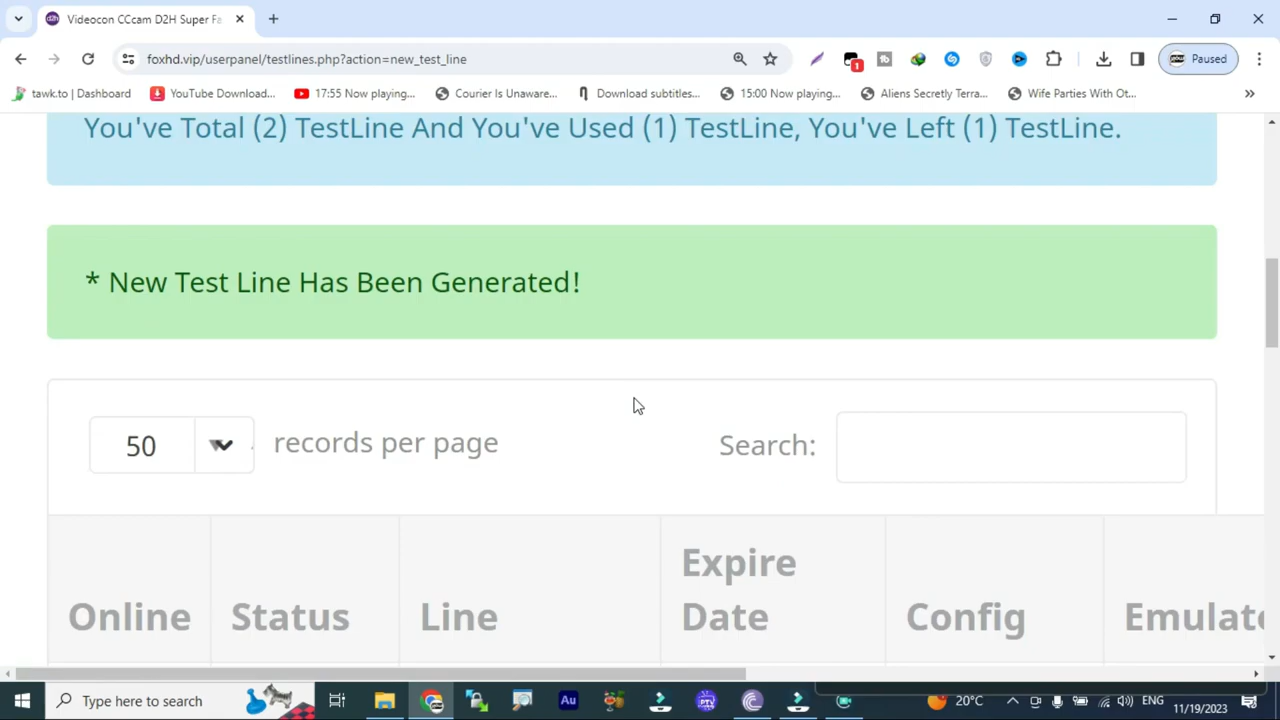 Videocon CCcam D2H Super Fa
foxhd.vip/userpanel/testlines.php?action=new_test_line
1
Paused
tawk.to | Dashboard
YouTube Download...
17:55 Now playing...
Courier Is Unaware...
Download subtitles...
15:00 Now playing...
Aliens Secretly Terra...
Wife Parties With Ot...
You've Total (2) TestLine And You've Used (1) TestLine, You've Left (1) TestLine.
* New Test Line Has Been Generated!
50
records per page
Search:
Online
Status
Line
Expire
Date
Config
Emulato
Type here to search
Au
PTV
20°C
ENG
11/19/2023